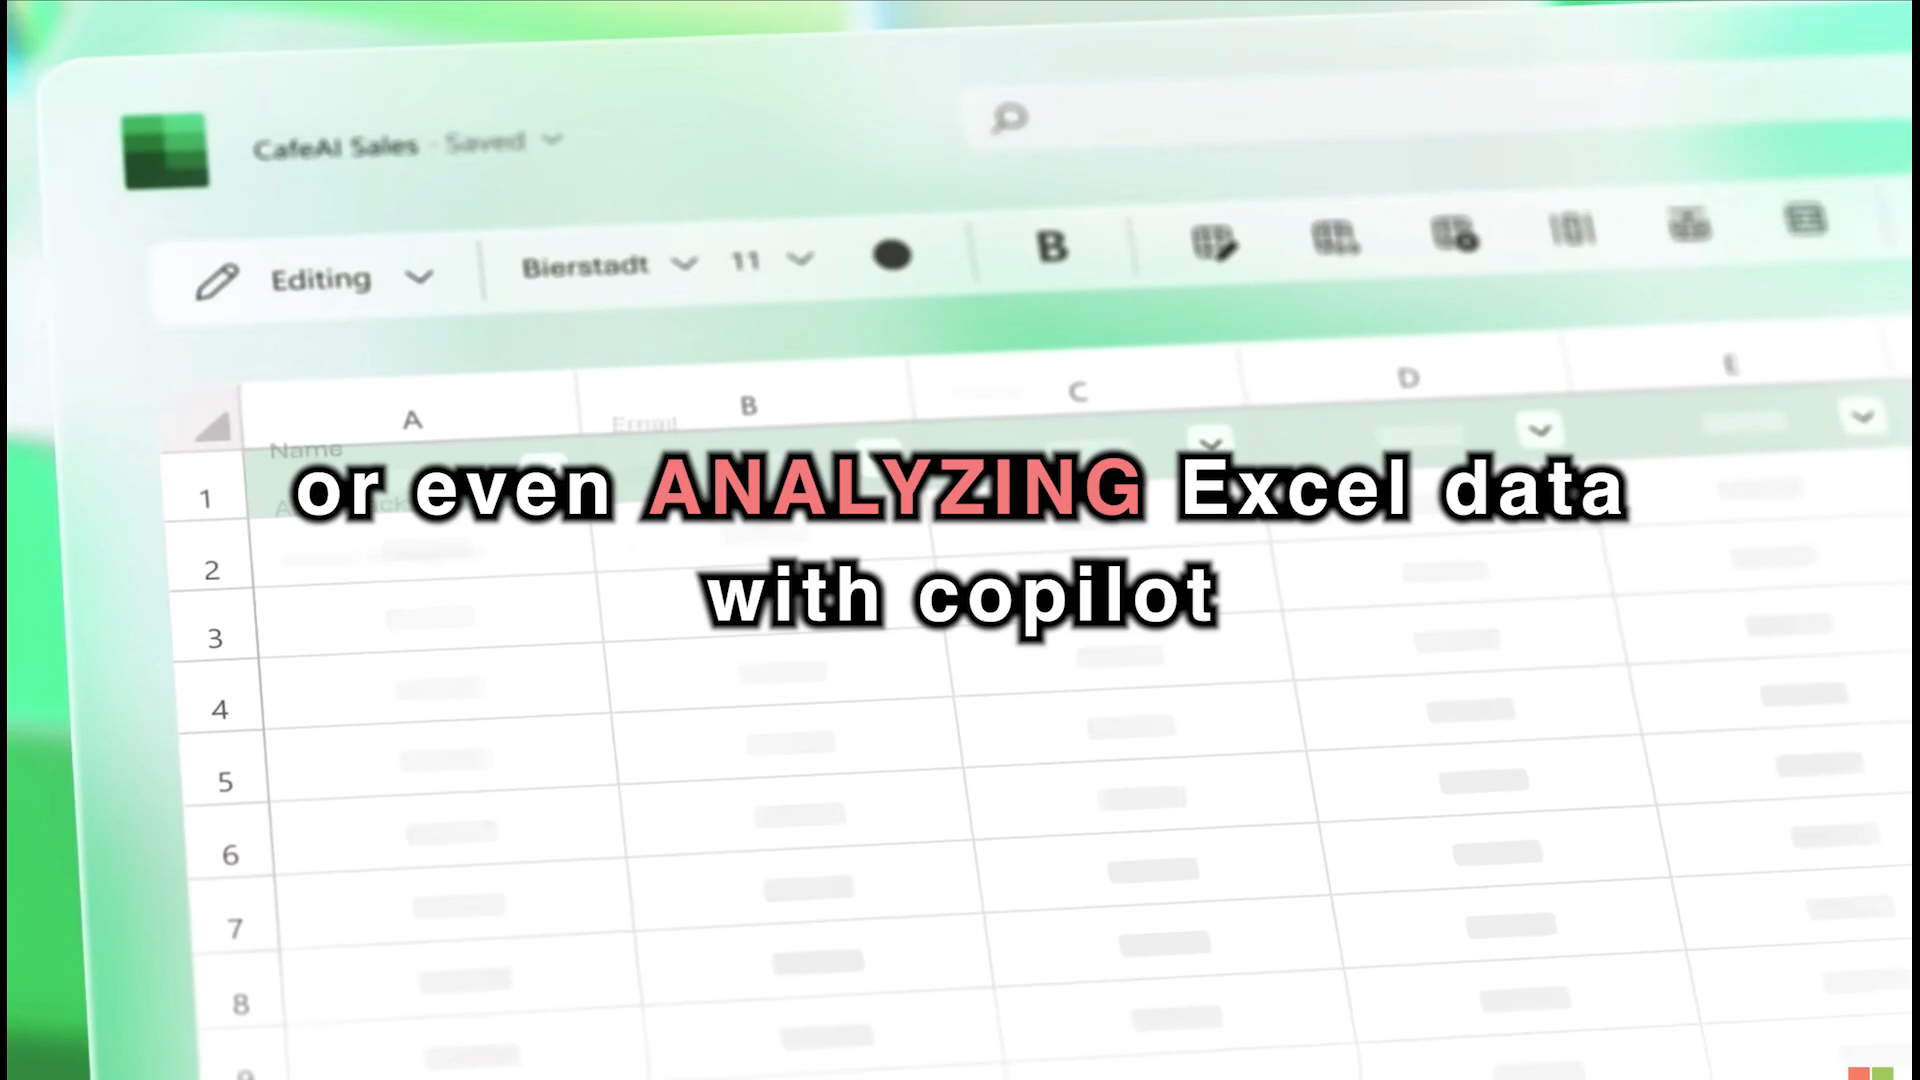 CafeAI Sales · Saved
Editing
Bierstadt
11
B
A
B
C
D
E
Name
Email
or even ANALYZING Excel data
with copilot
1
2
3
4
5
6
7
8
9